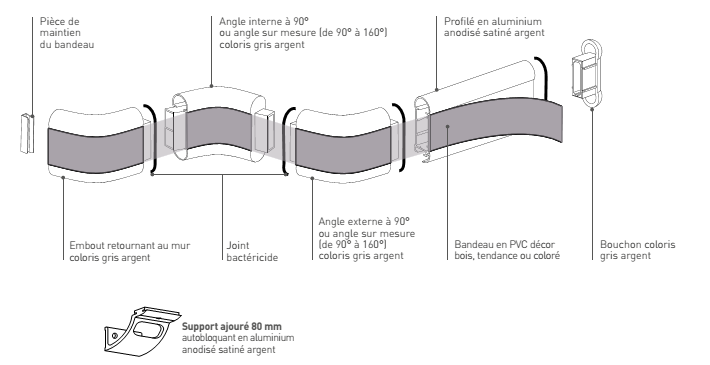 Pièce de
maintien
du bandeau
Angle interne à 90°
ou angle sur mesure (de 90° à 160°)
coloris gris argent
Profilé en aluminium
anodisé satiné argent
Embout retournant au mur
coloris gris argent
Joint
bactéricide
Angle externe à 90°
ou angle sur mesure
(de 90° à 160°)
coloris gris argent
Bandeau en PVC décor
bois, tendance ou coloré
Bouchon coloris
gris argent
Support ajouré 80 mm
autobloquant en aluminium
anodisé satiné argent